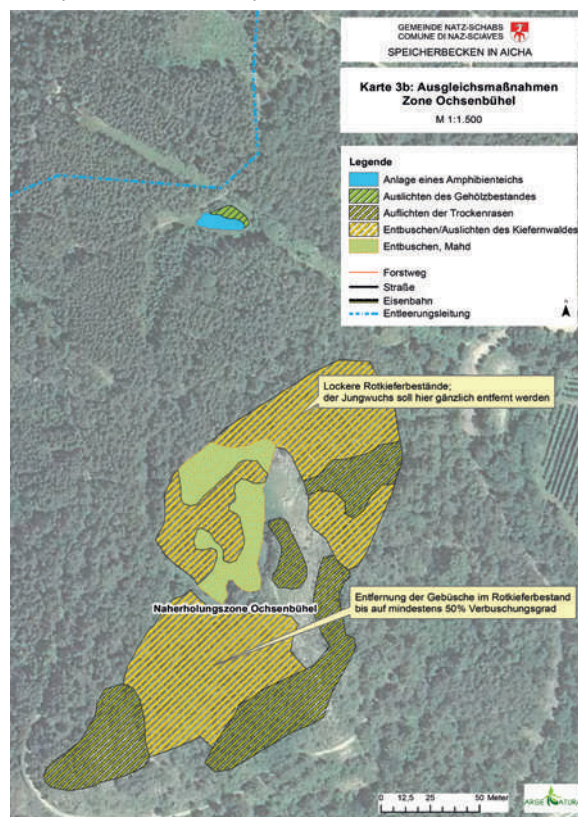 GEMEINDE NATZ-SCHABS
COMUNE DI NAZ-SCIAVES
SPEICHERBECKEN IN AICHA
Karte 3b: Ausgleichsmaßnahmen
Zone Ochsenbühel
M 1:1.500
Legende
Anlage eines Amphibienteichs
Auslichten des Gehölzbestandes
Auflichten der Trockenrasen
Entbuschen/Auslichten des Kiefernwaldes
Entbuschen, Mahd
Forstweg
Straße
Eisenbahn
Entleerungsleitung
Lockere Rotkieferbestände;
der Jungwuchs soll hier gänzlich entfernt werden
Entfernung der Gebüsche im Rotkieferbestand
bis auf mindestens 50% Verbuschungsgrad
Naherholungszone Ochsenbühel
0 12,5 25 50 Meter
ARGE NATURA